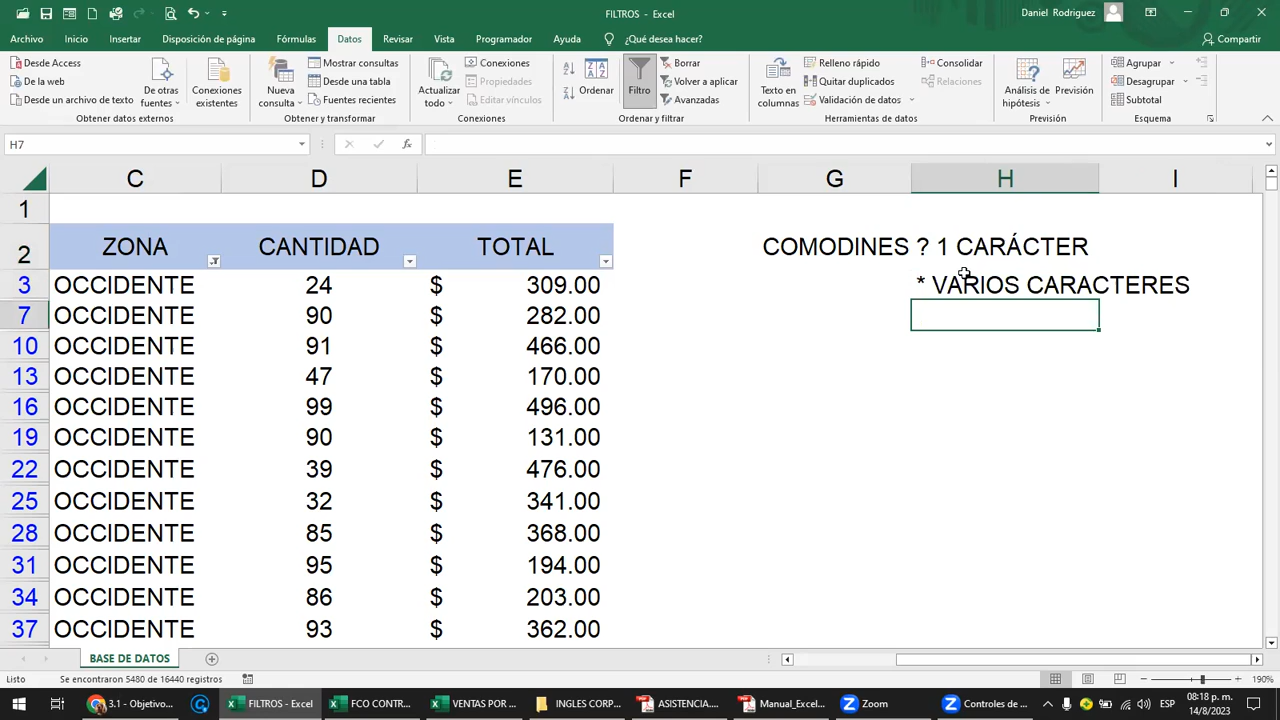 FILTROS - Excel
Daniel Rodriguez
Archivo Inicio Insertar Disposición de página Fórmulas Datos Revisar Vista Programador Ayuda ¿Qué desea hacer? Compartir
Desde Access
De la web
Desde un archivo de texto
De otras fuentes
Conexiones existentes
Obtener datos externos
Nueva consulta
Mostrar consultas
Desde una tabla
Fuentes recientes
Obtener y transformar
Actualizar todo
Conexiones
Propiedades
Editar vínculos
Conexiones
Ordenar
Filtro
Borrar
Volver a aplicar
Avanzadas
Ordenar y filtrar
Texto en columnas
Relleno rápido
Quitar duplicados
Validación de datos
Consolidar
Relaciones
Herramientas de datos
Análisis de hipótesis
Previsión
Previsión
Agrupar
Desagrupar
Subtotal
Esquema
H7
C D E F G H I
1
2 ZONA CANTIDAD TOTAL COMODINES ? 1 CARÁCTER
3 OCCIDENTE 24 $ 309.00 * VARIOS CARACTERES
7 OCCIDENTE 90 $ 282.00
10 OCCIDENTE 91 $ 466.00
13 OCCIDENTE 47 $ 170.00
16 OCCIDENTE 99 $ 496.00
19 OCCIDENTE 90 $ 131.00
22 OCCIDENTE 39 $ 476.00
25 OCCIDENTE 32 $ 341.00
28 OCCIDENTE 85 $ 368.00
31 OCCIDENTE 95 $ 194.00
34 OCCIDENTE 86 $ 203.00
37 OCCIDENTE 93 $ 362.00
BASE DE DATOS
Listo Se encontraron 5480 de 16440 registros 190%
3.1 - Objetivo... FILTROS - Excel FCO CONTR... VENTAS POR ... INGLES CORP... ASISTENCIA.... Manual_Excel... Zoom Controles de ... ESP 08:18 p. m.
14/8/2023